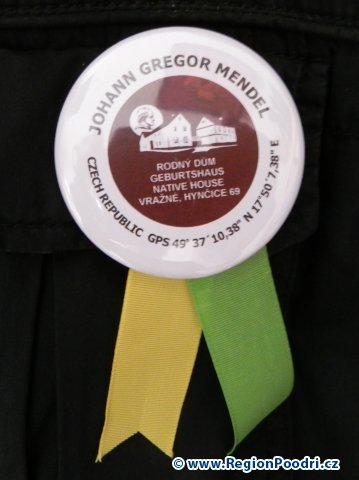 JOHANN GREGOR MENDEL
RODNÝ DŮM
GEBURTSHAUS
NATIVE HOUSE
VRAŽNÉ, HYNČICE 69
CZECH REPUBLIC GPS 49° 37´10,38" N 17°50´7,38" E
© www.RegionPoodri.cz